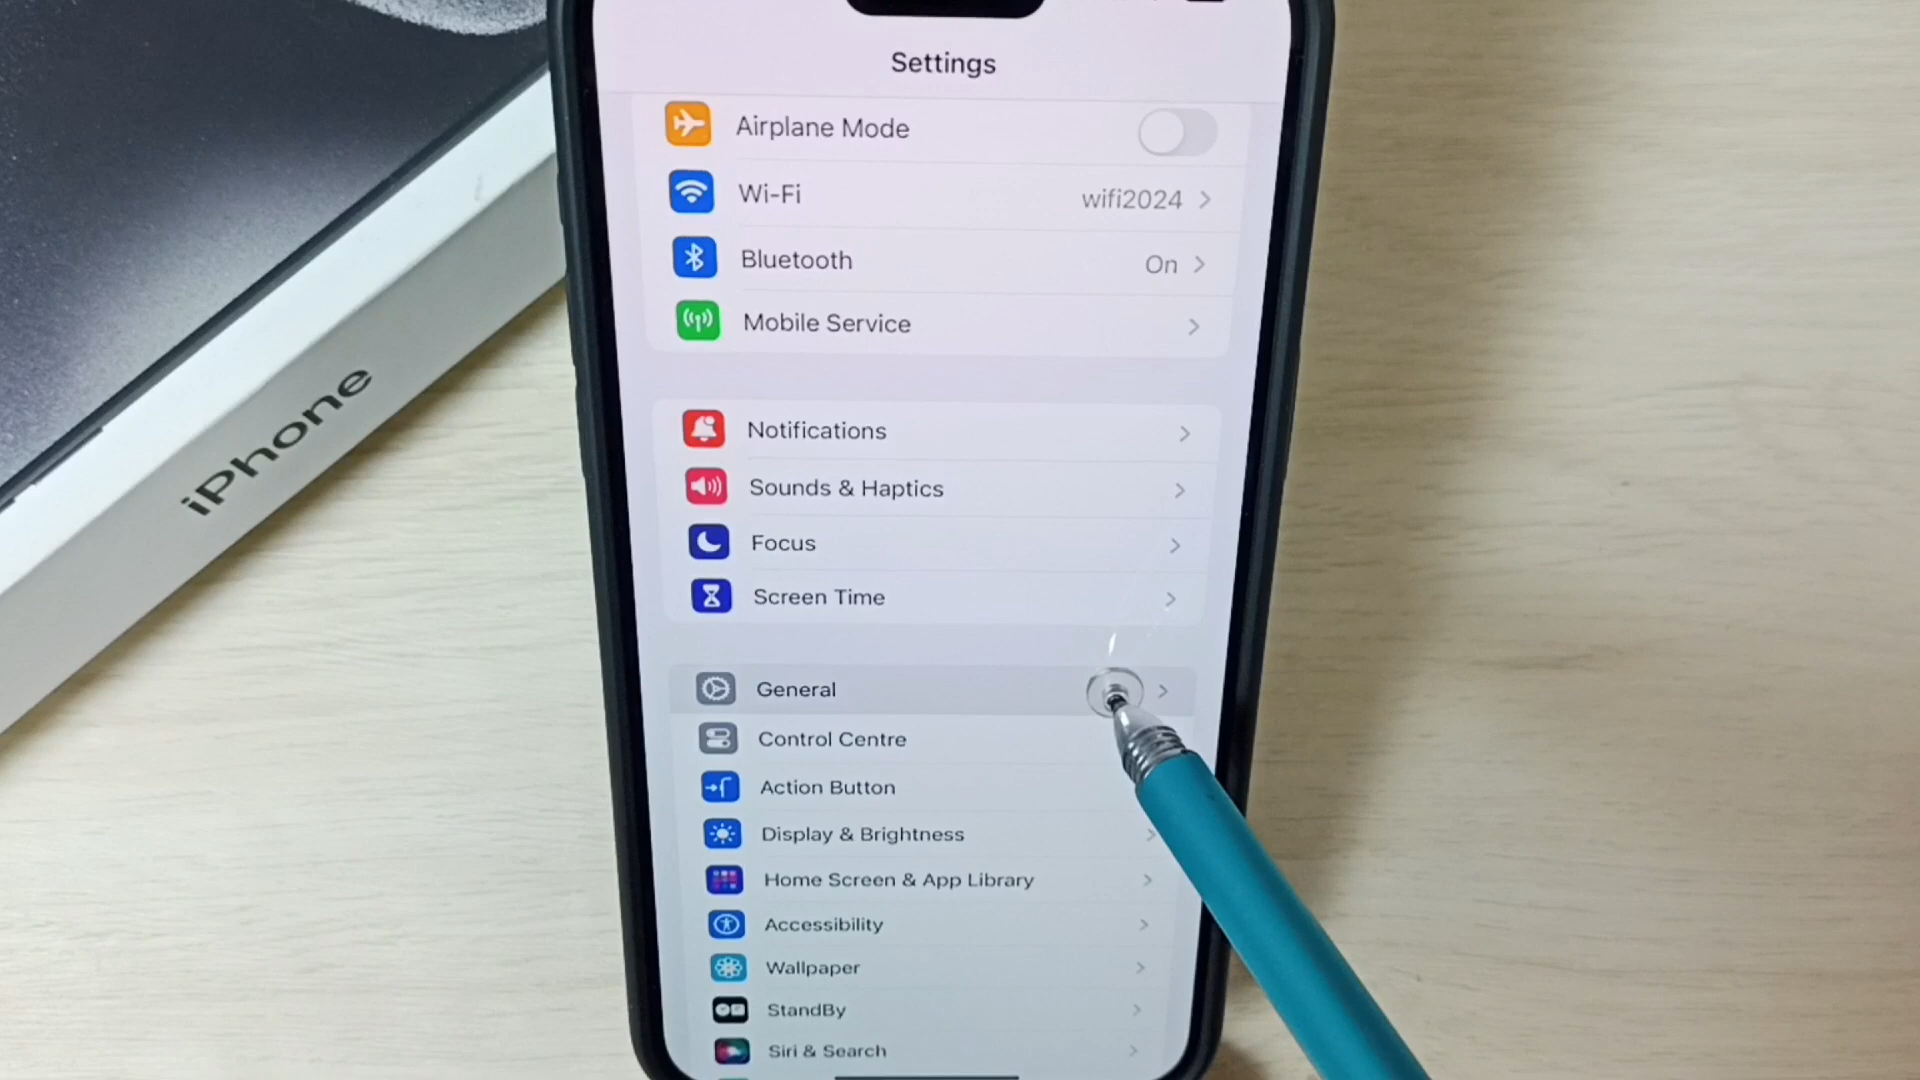 Settings
Airplane Mode
Wi-Fi wifi2024
Bluetooth On
Mobile Service
iPhone
Notifications
Sounds & Haptics
Focus
Screen Time
General
Control Centre
Action Button
Display & Brightness
Home Screen & App Library
Accessibility
Wallpaper
StandBy
Siri & Search